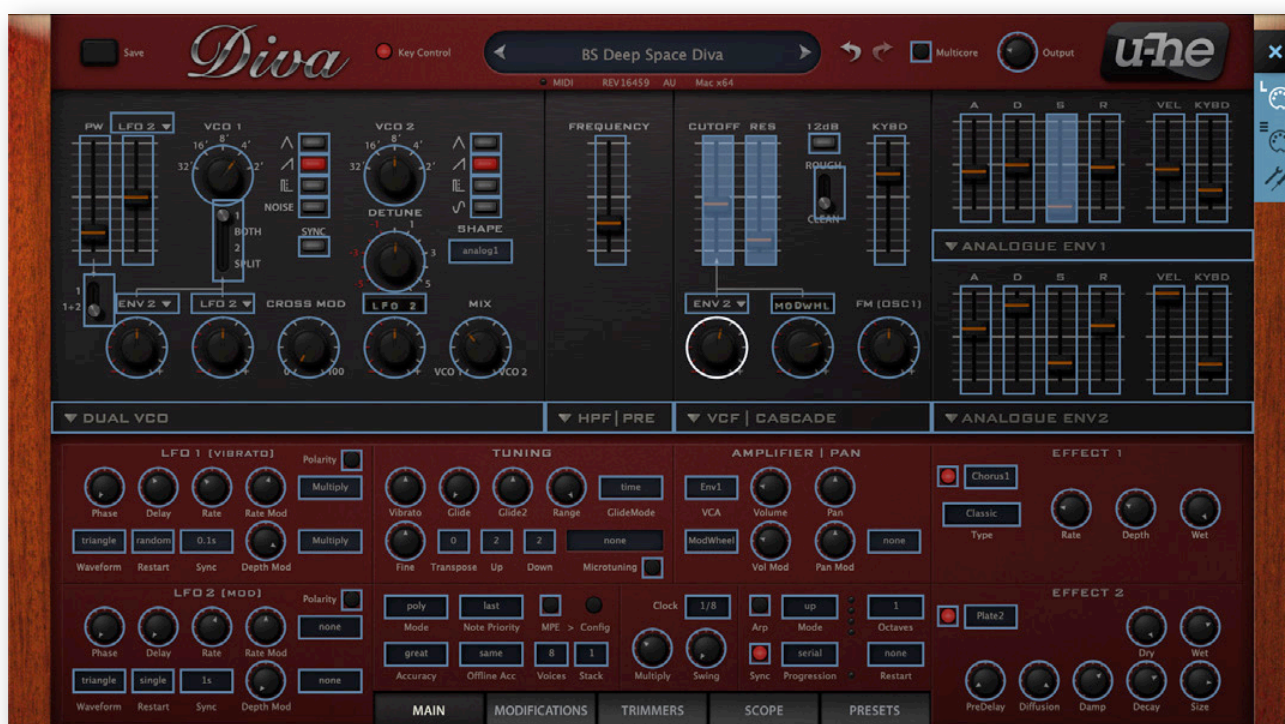 Save
Diva
Key Control
BS Deep Space Diva
Multicore
Output
u-he
MIDI REV16459 AU Mac x64
PW LFO 2 VCO 1 VCO 2 FREQUENCY CUTOFF RES 12dB KYBD
A D S R VEL KYBD
16' 8' 4' 16' 8' 4'
32' 2' 32' 2'
ROUGH
NOISE
CLEAN
1
BOTH
2
SPLIT
SYNC
DETUNE
SHAPE
analog1
-1 1
-3 3
5 5
ANALOGUE ENV1
A D S R VEL KYBD
1
1+2
ENV 2 LFO 2 CROSS MOD LFO 2 MIX ENV 2 MODWHL FM (OSC1)
- + - + 0 100 - + VCO 1 VCO 2 - + - + - +
DUAL VCO HPF|PRE VCF|CASCADE ANALOGUE ENV2
LFO 1 (VIBRATO)
Polarity
Multiply
Phase Delay Rate Rate Mod
triangle random 0.1s Multiply
Waveform Restart Sync Depth Mod
TUNING
time
Vibrato Glide Glide2 Range GlideMode
0 2 2 none
Fine Transpose Up Down Microtuning
AMPLIFIER | PAN
Env1
VCA Volume Pan
ModWheel none
Vol Mod Pan Mod
EFFECT 1
Chorus1
Classic
Type Rate Depth Wet
LFO2 (MOD)
Polarity
none
Phase Delay Rate Rate Mod
triangle single 1s none
Waveform Restart Sync Depth Mod
poly last
Mode Note Priority MPE > Config
great same 8 1
Accuracy Offline Acc Voices Stack
Clock 1/8 up 1
Arp Mode Octaves
serial none
Multiply Swing Sync Progression Restart
EFFECT 2
Plate2
Dry Wet
PreDelay Diffusion Damp Decay Size
MAIN MODIFICATIONS TRIMMERS SCOPE PRESETS
L